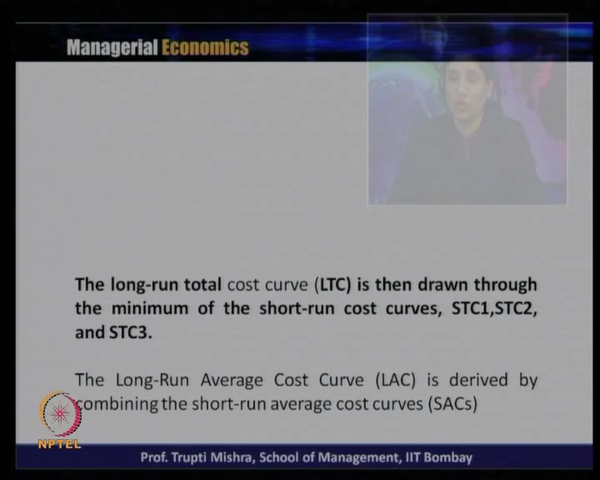 Managerial Economics
The long-run total cost curve (LTC) is then drawn through
the minimum of the short-run cost curves, STC1,STC2,
and STC3.
The Long-Run Average Cost Curve (LAC) is derived by
combining the short-run average cost curves (SACs)
NPTEL
Prof. Trupti Mishra, School of Management, IIT Bombay